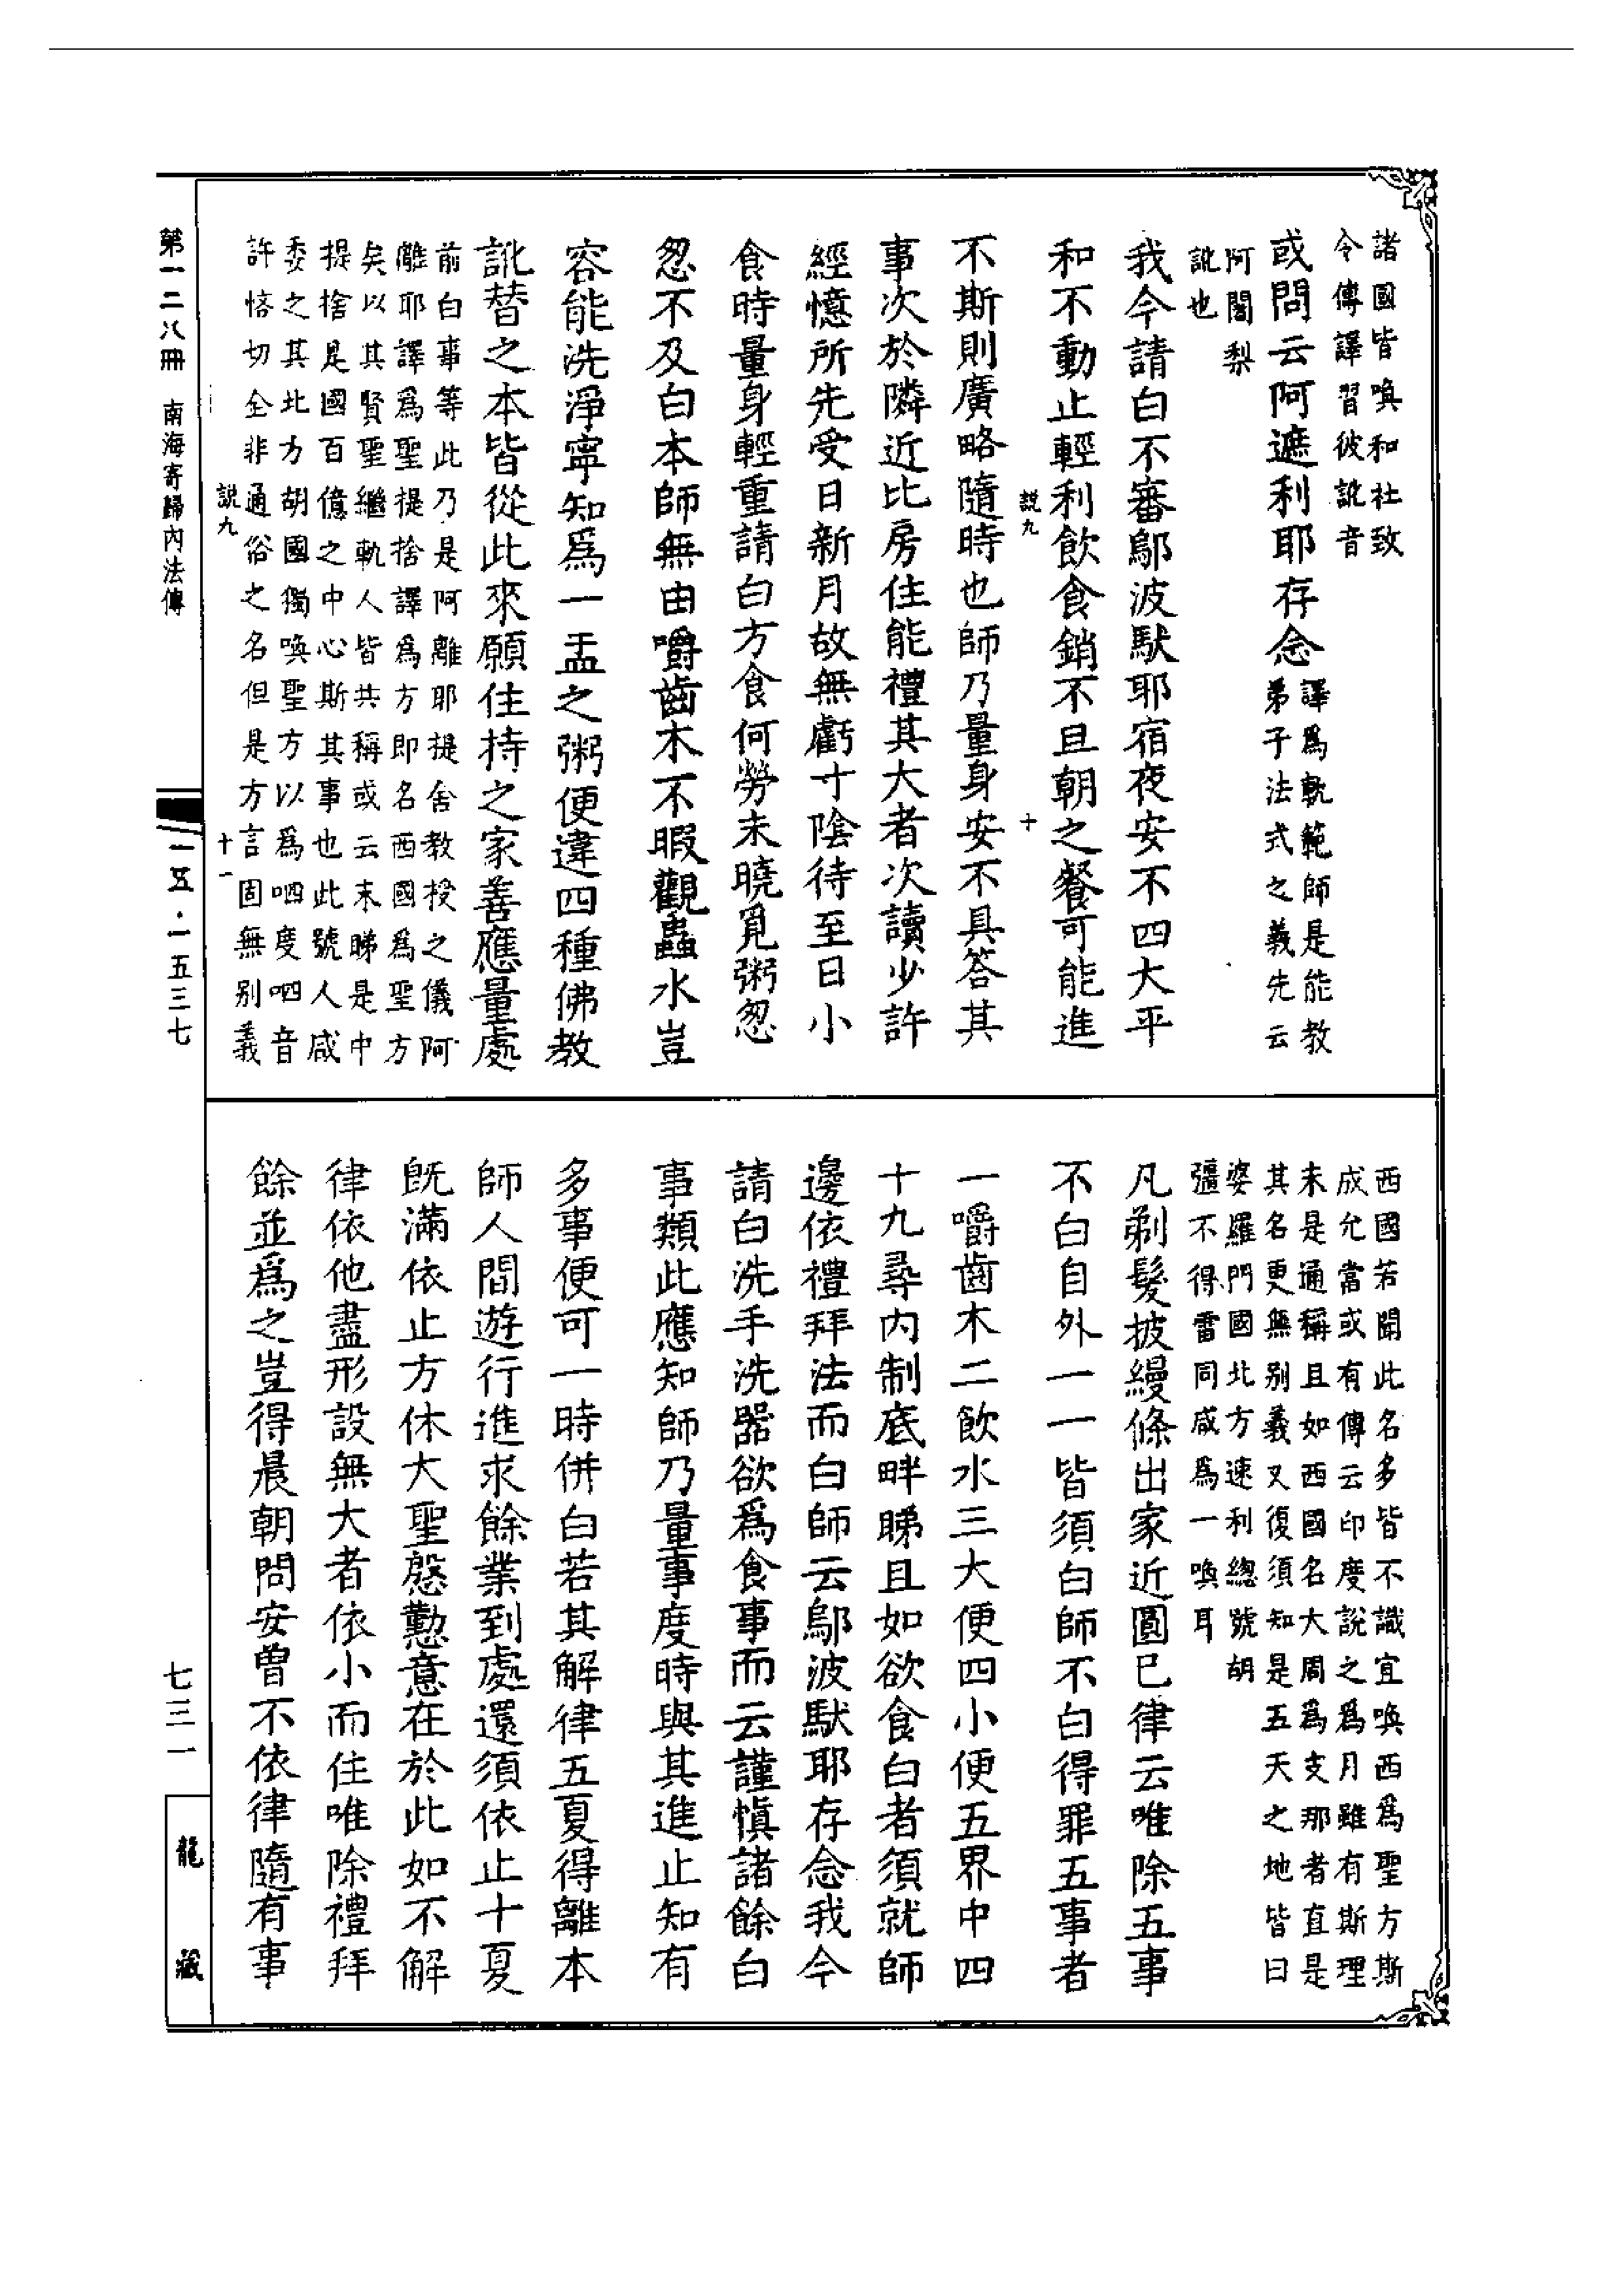 諸國皆喚和社致
令傳譯習彼訛音
或問云阿遮利耶存念
譯爲軌範師是能教
弟子法式之義先云
阿闍梨
訛也
我今請白不審鄔波馱耶宿夜安不四大平
和不動止輕利飲食銷不旦朝之餐可能進
說九
十
不斯則廣略隨時也師乃量身安不具答其
事次於隣近比房住能禮其大者次讀少許
經憶所先受日新月故無虧寸陰待至日小
食時量身輕重請白方食何勞未曉覓粥怱
怱不及白本師無由嚼齒木不暇觀蟲水豈
容能洗淨寧知爲一盂之粥便違四種佛教
訛替之本皆從此來願住持之家善應量處
前白事等此乃是阿離耶提舍教授之儀阿
離耶譯爲聖提捨譯爲方即名西國爲聖方
矣以其賢聖繼軌人皆共稱或云末睇是中
提捨是國百億之中心斯其事也此號人咸
委之其北方胡國獨喚聖方以爲呬度呬音
許愘切全非通俗之名但是方言固無別義
說九
十一
西國若聞此名多皆不識宜喚西爲聖方斯
成允當或有傳云印度說之爲月雖有斯理
未是通稱且如西國名大周爲支那者直是
其名更無別義又復須知是五天之地皆曰
婆羅門國北方速利總號胡
疆不得雷同咸爲一喚耳
凡剃髮披縵條出家近圓已律云唯除五事
不白自外一一皆須白師不白得罪五事者
一嚼齒木二飲水三大便四小便五界中四
十九尋內制底畔睇且如欲食白者須就師
邊依禮拜法而白師云鄔波馱耶存念我今
請白洗手洗器欲爲食事而云謹慎諸餘白
事類此應知師乃量事度時與其進止知有
多事便可一時併白若其解律五夏得離本
師人間遊行進求餘業到處還須依止十夏
既滿依止方休大聖慇懃意在於此如不解
律依他盡形設無大者依小而住唯除禮拜
餘並爲之豈得晨朝問安曾不依律隨有事
第一二八冊　南海寄歸內法傳
一五·一五三七
七三一
龍藏